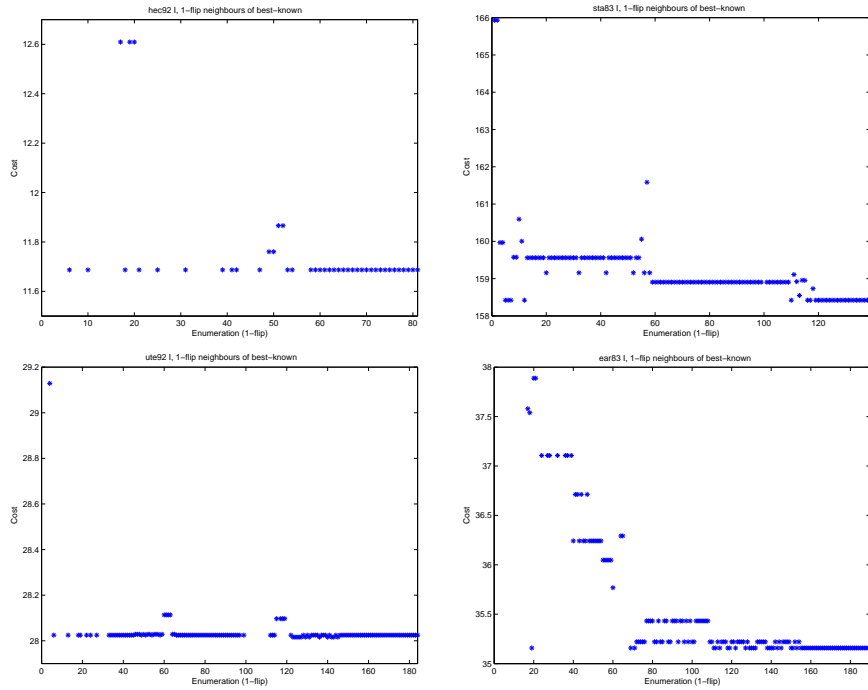 hec92 I, 1-flip neighbours of best-known
12.6
12.4
12.2
12
11.8
11.6
Cost
0 10 20 30 40 50 60 70 80
Enumeration (1-flip)
sta83 I, 1-flip neighbours of best-known
166
165
164
163
162
161
160
159
158
Cost
0 20 40 60 80 100 120
Enumeration (1-flip)
ute92 I, 1-flip neighbours of best-known
29.2
29
28.8
28.6
28.4
28.2
28
Cost
0 20 40 60 80 100 120 140 160 180
Enumeration (1-flip)
ear83 I, 1-flip neighbours of best-known
38
37.5
37
36.5
36
35.5
35
Cost
0 20 40 60 80 100 120 140 160 180
Enumeration (1-flip)